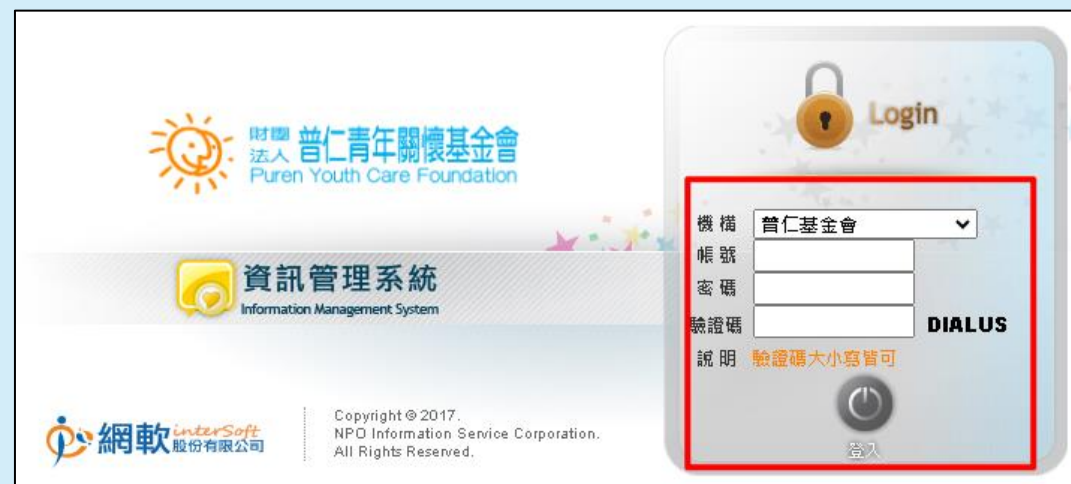 財團法人 普仁青年關懷基金會
Puren Youth Care Foundation
資訊管理系統
Information Management System
網軟 interSoft 股份有限公司
Copyright © 2017.
NPO Information Service Corporation.
All Rights Reserved.
Login
機構 普仁基金會
帳號
密碼
驗證碼 DIALUS
說明 驗證碼大小寫皆可
登入